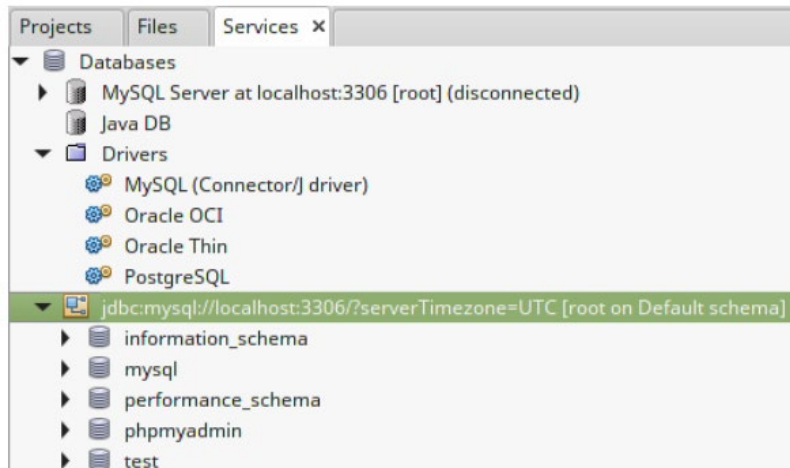 Projects Files Services ×
Databases
MySQL Server at localhost:3306 [root] (disconnected)
Java DB
Drivers
MySQL (Connector/J driver)
Oracle OCI
Oracle Thin
PostgreSQL
jdbc:mysql://localhost:3306/?serverTimezone=UTC [root on Default schema]
information_schema
mysql
performance_schema
phpmyadmin
test